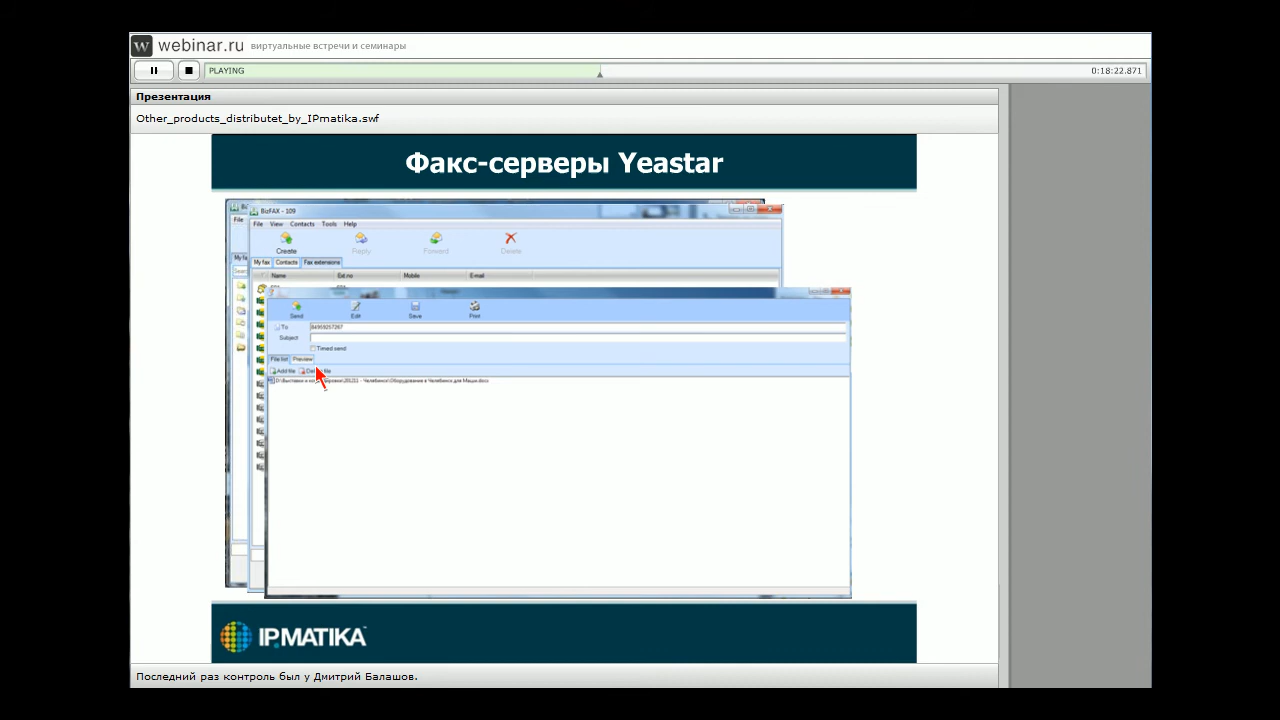 w webinar.ru виртуальные встречи и семинары
PLAYING 0:18:22.871
Презентация
Other_products_distributet_by_IPmatika.swf
Факс-серверы Yeastar
BizFAX - 109
File
File View Contacts Tools Help
Create Reply Forward Delete
My fax Contacts Fax extensions
Name Ext.no Mobile E-mail
Send Edit Save Print
To
Subject
Timed send
File list Preview
Add file
IPMATIKA
Последний раз контроль был у Дмитрий Балашов.